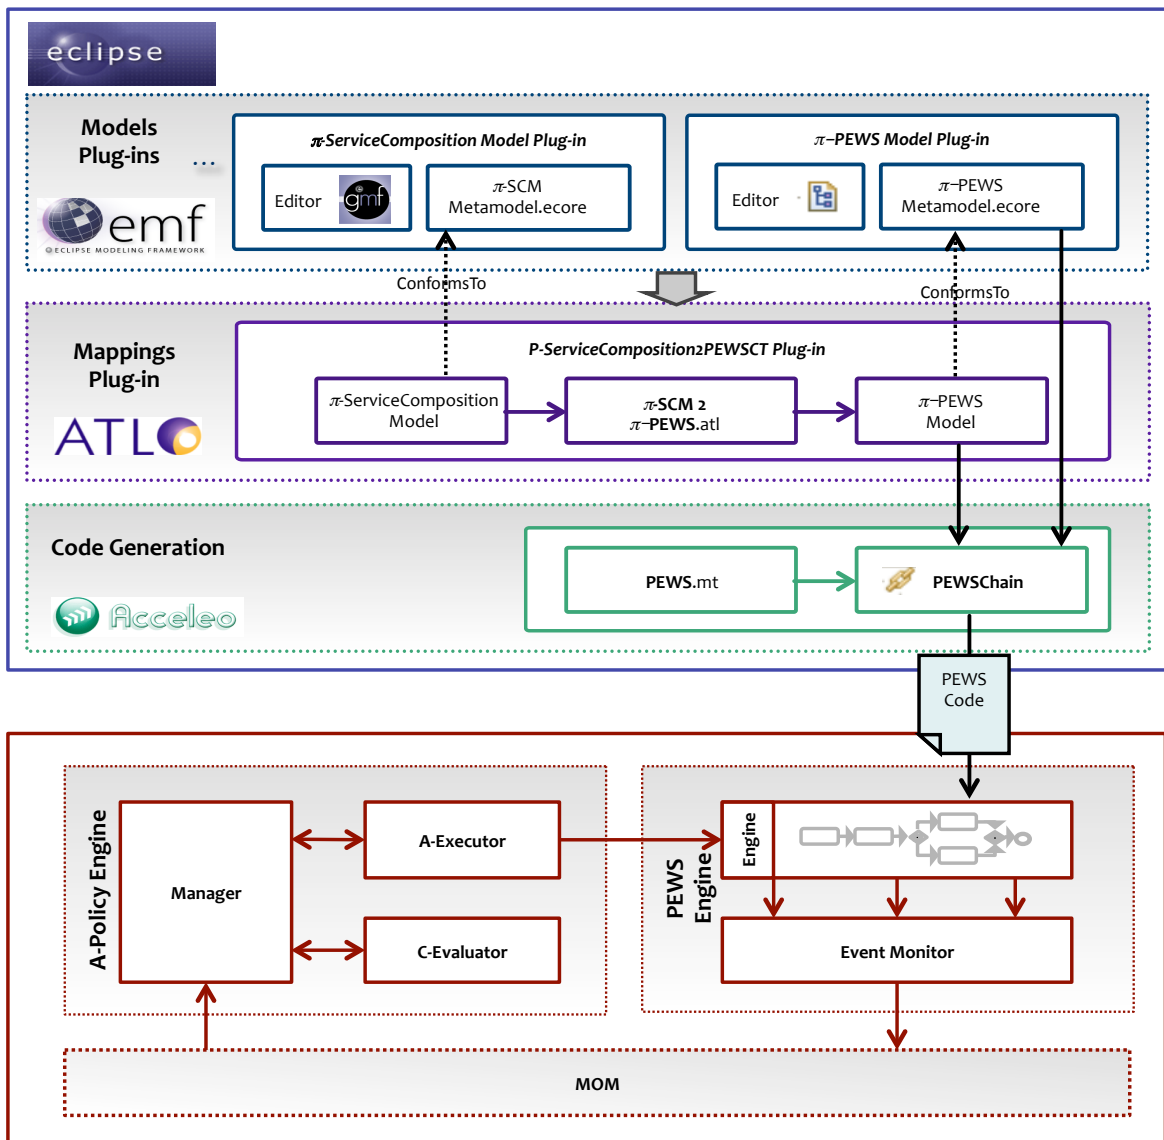 eclipse
Models
Plug-ins
...
emf
ECLIPSE MODELING FRAMEWORK
π-ServiceComposition Model Plug-in
Editor
gmf
π-SCM
Metamodel.ecore
π–PEWS Model Plug-in
Editor
π–PEWS
Metamodel.ecore
ConformsTo
ConformsTo
Mappings
Plug-in
ATL
P-ServiceComposition2PEWSCT Plug-in
π-ServiceComposition
Model
π-SCM 2
π–PEWS.atl
π–PEWS
Model
Code Generation
Acceleo
PEWS.mt
PEWSChain
PEWS
Code
A-Policy Engine
Manager
A-Executor
C-Evaluator
PEWS
Engine
Engine
Event Monitor
MOM